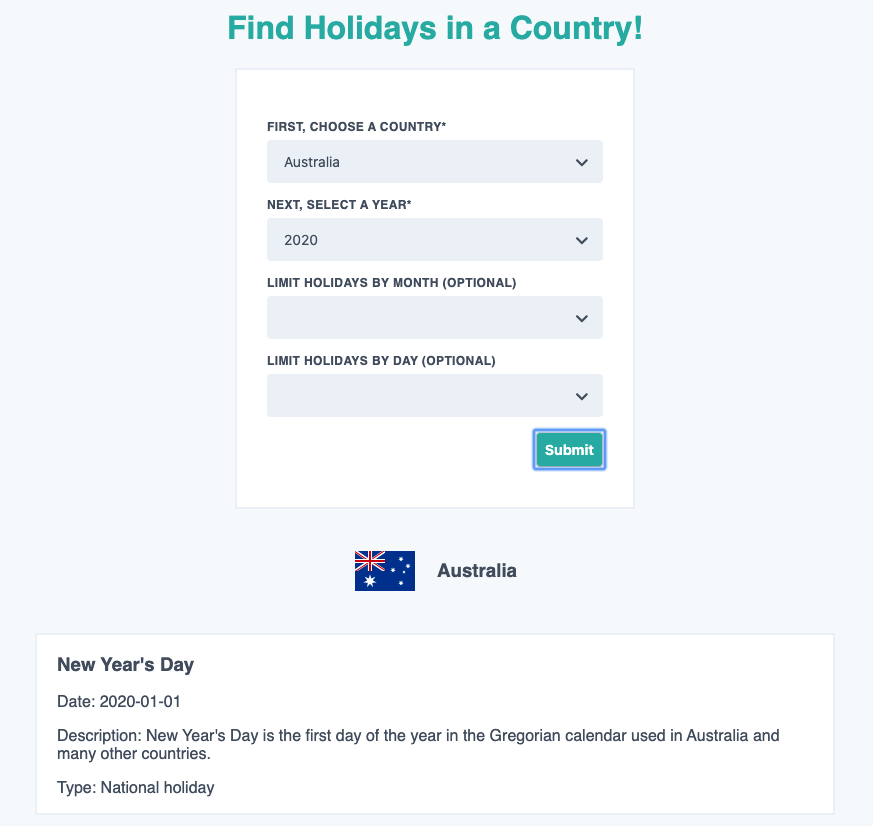 Find Holidays in a Country!
FIRST, CHOOSE A COUNTRY*
Australia
NEXT, SELECT A YEAR*
2020
LIMIT HOLIDAYS BY MONTH (OPTIONAL)
LIMIT HOLIDAYS BY DAY (OPTIONAL)
Submit
Australia
New Year's Day
Date: 2020-01-01
Description: New Year's Day is the first day of the year in the Gregorian calendar used in Australia and
many other countries.
Type: National holiday